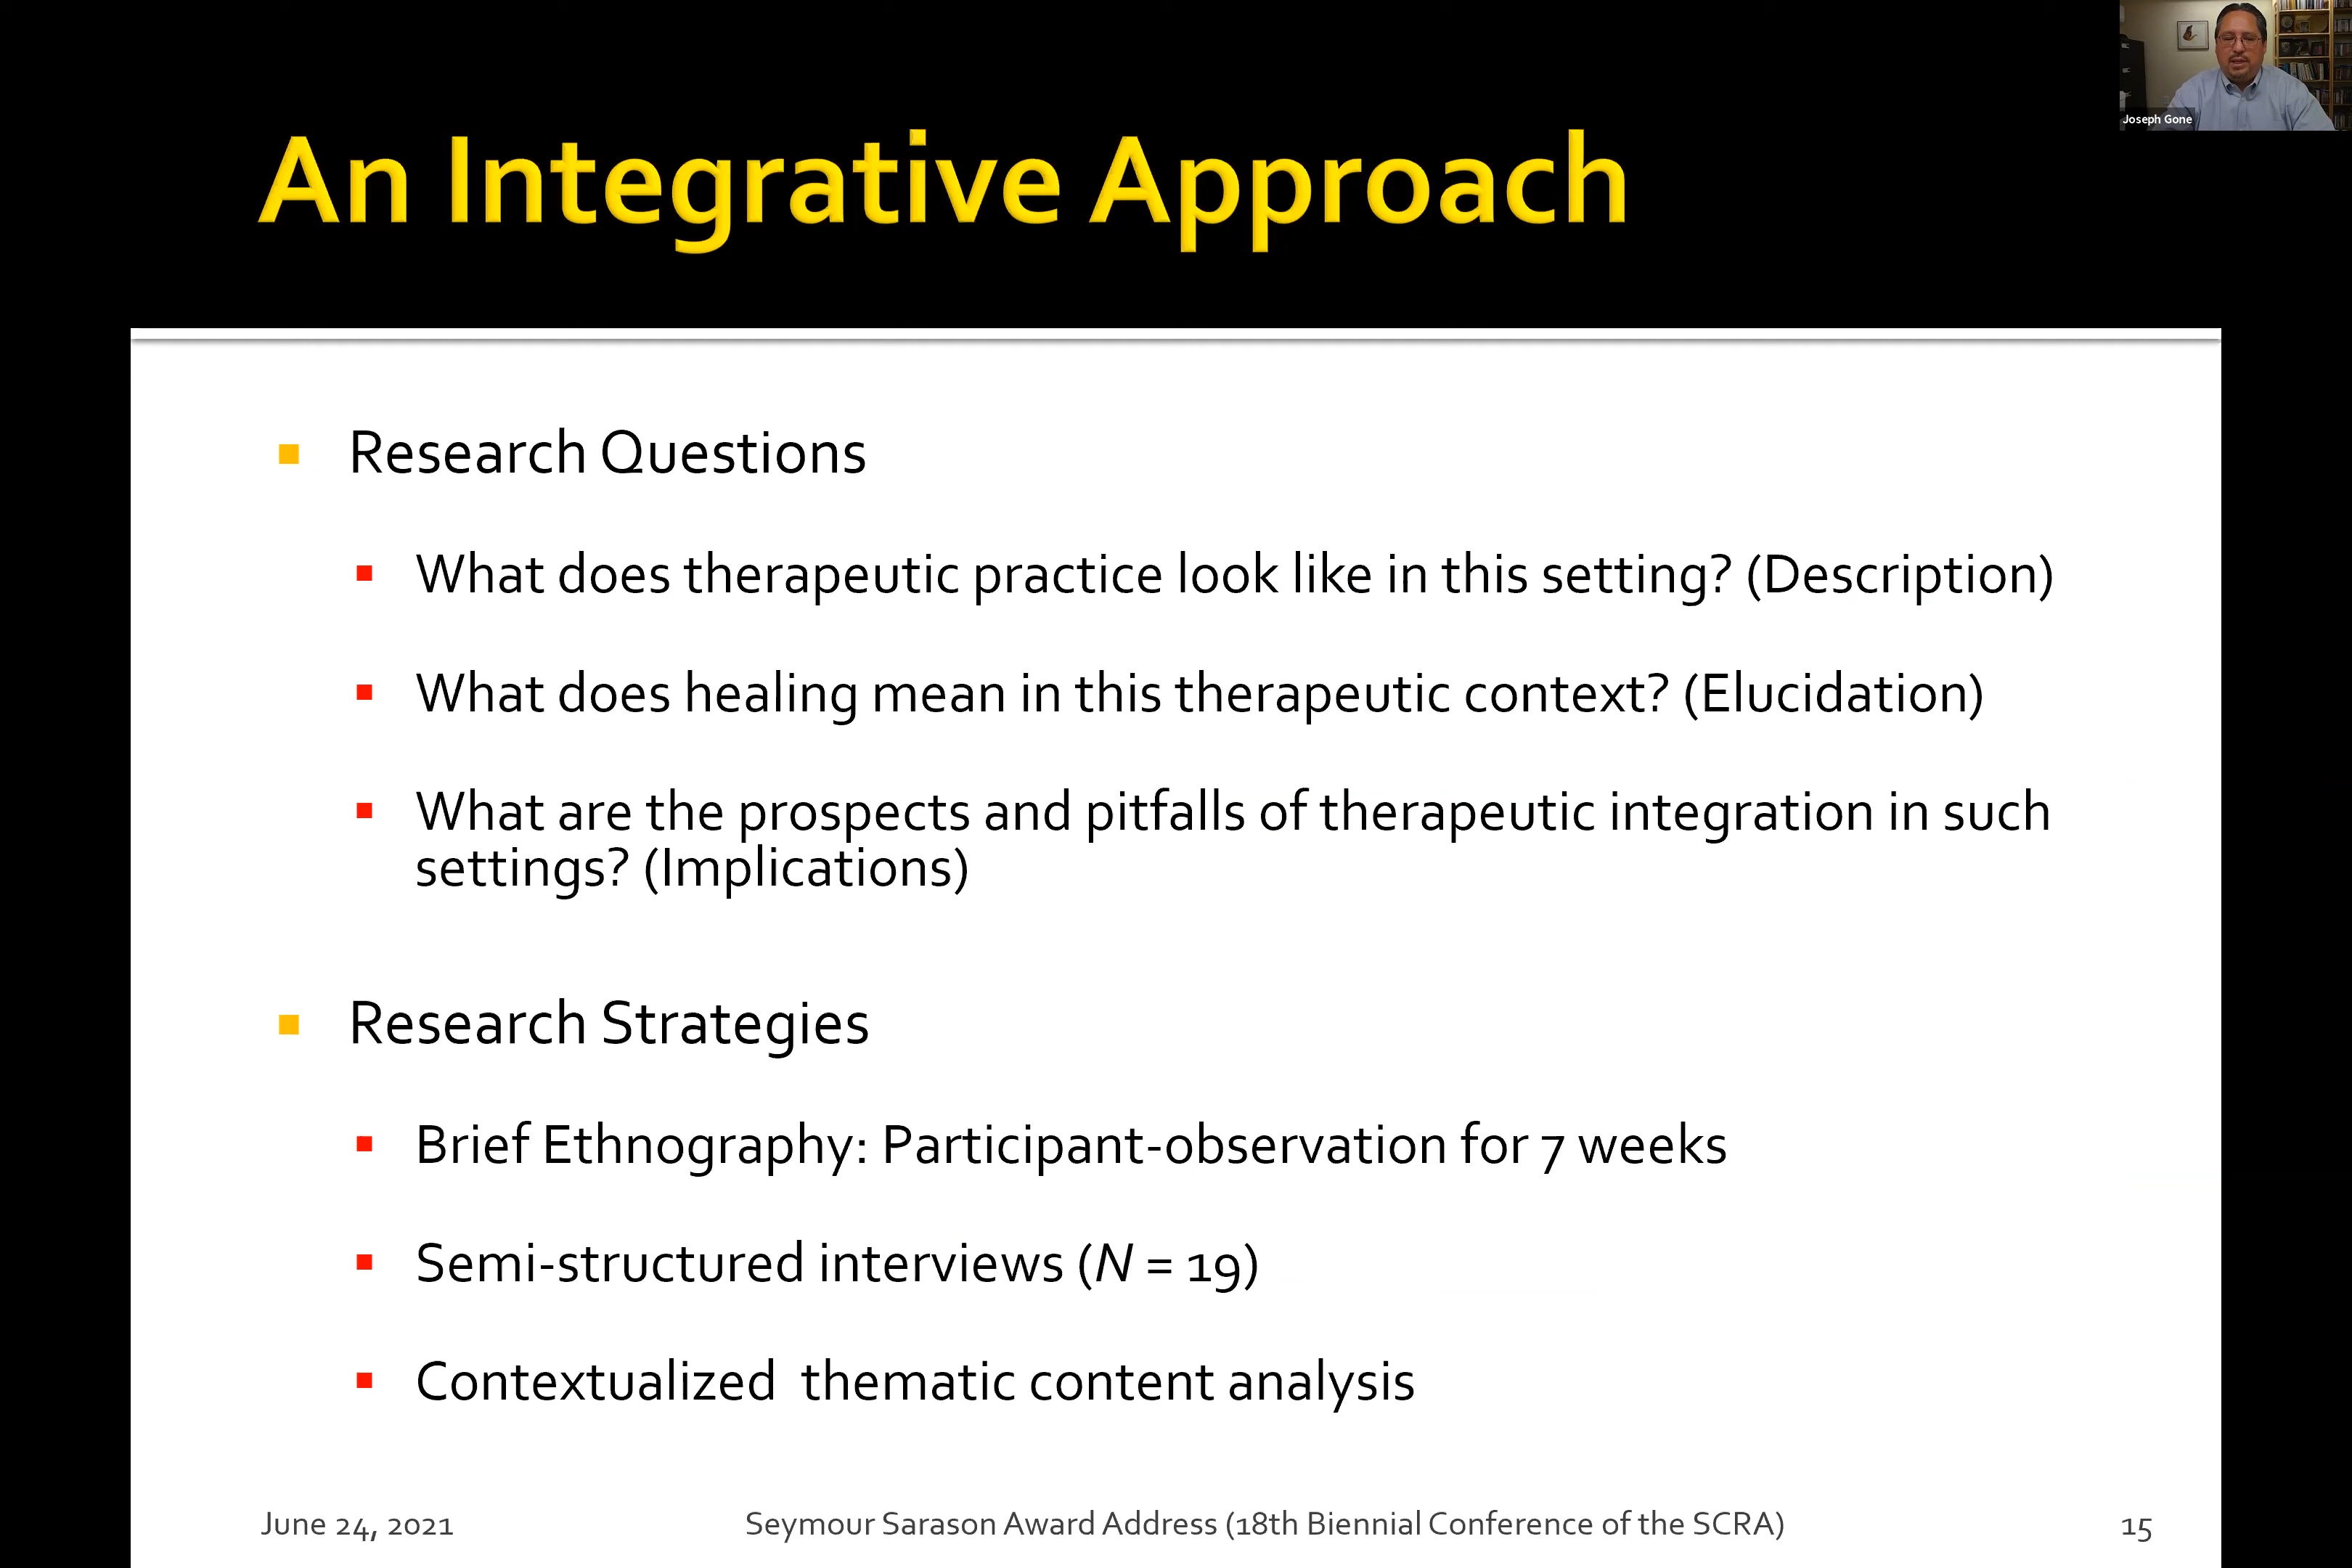 Joseph Gone
An Integrative Approach
Research Questions
What does therapeutic practice look like in this setting? (Description)
What does healing mean in this therapeutic context? (Elucidation)
What are the prospects and pitfalls of therapeutic integration in such
settings? (Implications)
Research Strategies
Brief Ethnography: Participant-observation for 7 weeks
Semi-structured interviews (N = 19)
Contextualized  thematic content analysis
June 24, 2021
Seymour Sarason Award Address (18th Biennial Conference of the SCRA)
15